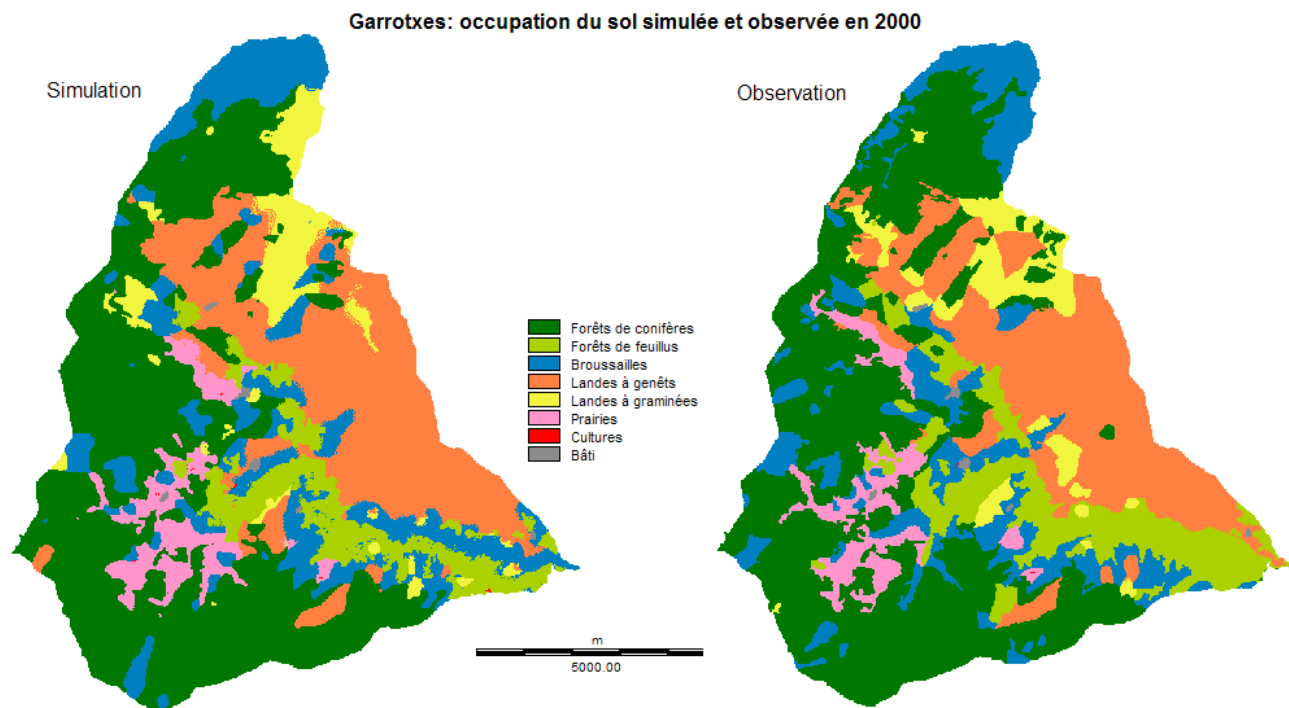 Garrotxes: occupation du sol simulée et observée en 2000
Simulation
Observation
Forêts de conifères
Forêts de feuillus
Broussailles
Landes à genêts
Landes à graminées
Prairies
Cultures
Bâti
m
5000.00